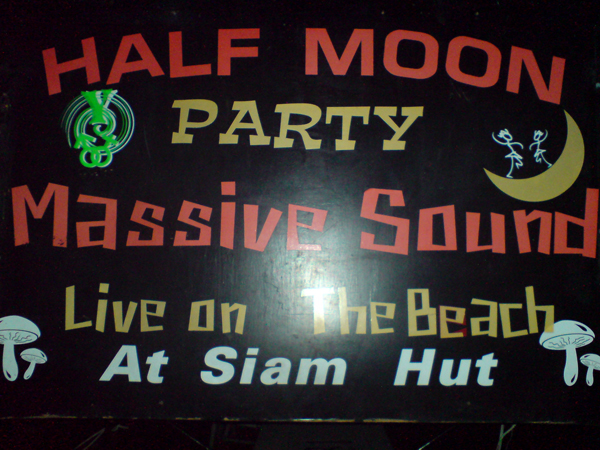 HALF MOON
PARTY
Massive Sound
Live on The Beach
At Siam Hut